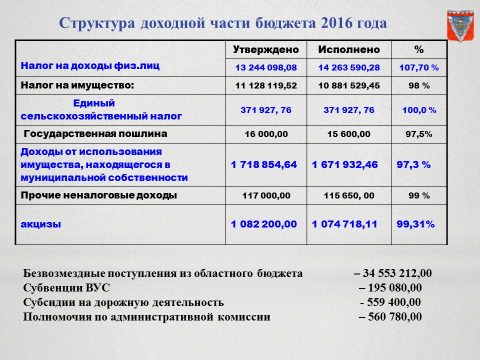 Структура доходной части бюджета 2016 года
Утверждено Исполнено %
Налог на доходы физ.лиц 13 244 098,08 14 263 590,28 107,70 %
Налог на имущество: 11 128 119,52 10 881 529,45 98 %
Единый
сельскохозяйственный налог 371 927, 76 371 927, 76 100,0 %
Государственная пошлина 16 000,00 15 600,00 97,5%
Доходы от использования
имущества, находящегося в
муниципальной собственности 1 718 854,64 1 671 932,46 97,3 %
Прочие неналоговые доходы 117 000,00 115 650, 00 99 %
акцизы 1 082 200,00 1 074 718,11 99,31%
Безвозмездные поступления из областного бюджета – 34 553 212,00
Субвенции ВУС – 195 080,00
Субсидии на дорожную деятельность - 559 400,00
Полномочия по административной комиссии – 560 780,00